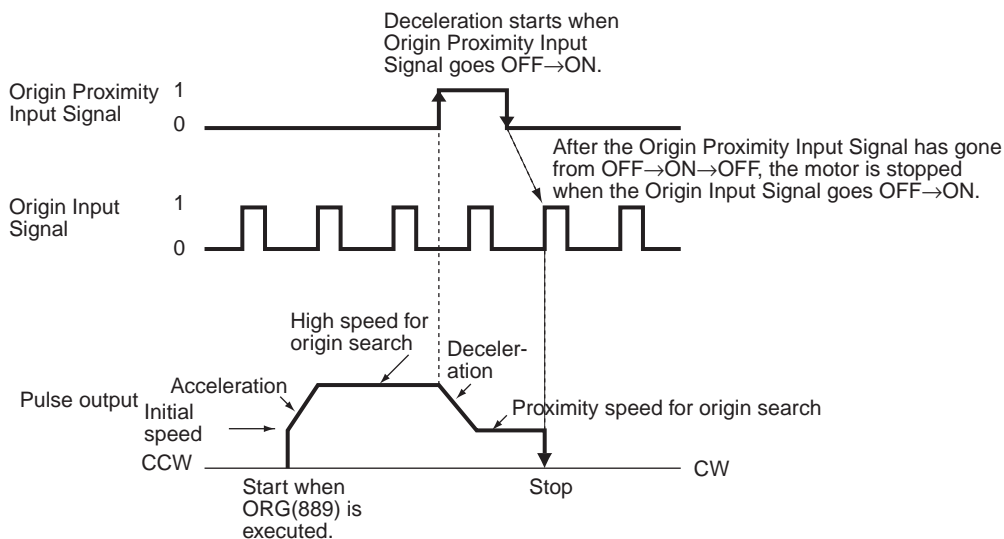 Deceleration starts when
Origin Proximity Input
Signal goes OFF→ON.
Origin Proximity
Input Signal
1
0
After the Origin Proximity Input Signal has gone
from OFF→ON→OFF, the motor is stopped
when the Origin Input Signal goes OFF→ON.
Origin Input
Signal
1
0
High speed for
origin search
Deceler-
ation
Acceleration
Pulse output
Initial
speed
Proximity speed for origin search
CCW
CW
Start when
ORG(889) is
executed.
Stop